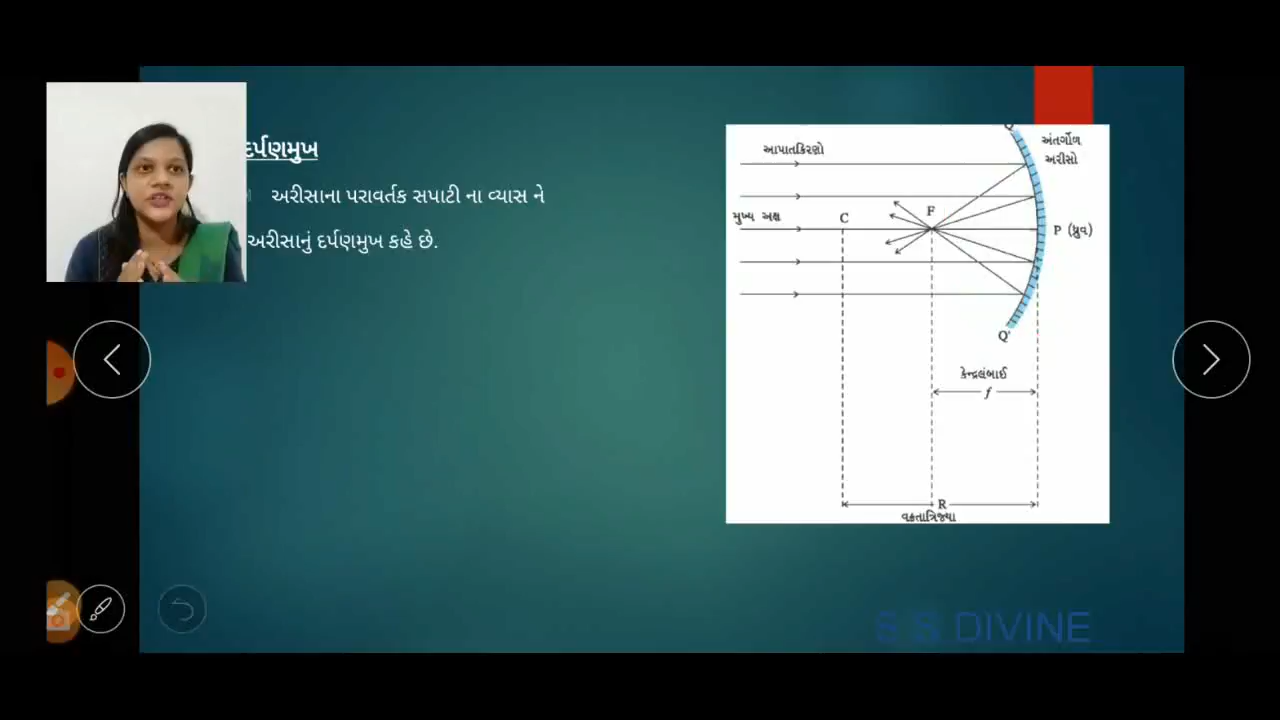 દર્પણમુખ
અરીસાના પરાવર્તક સપાટી ના વ્યાસ ને
અરીસાનું દર્પણમુખ કહે છે.
આપાતકિરણો
અંતર્ગોળ
અરીસો
મુખ્ય અક્ષ
C
F
P (ધ્રુવ)
Q'
કેન્દ્રલંબાઈ
f
R
વક્રતાત્રિજ્યા
S S DIVINE